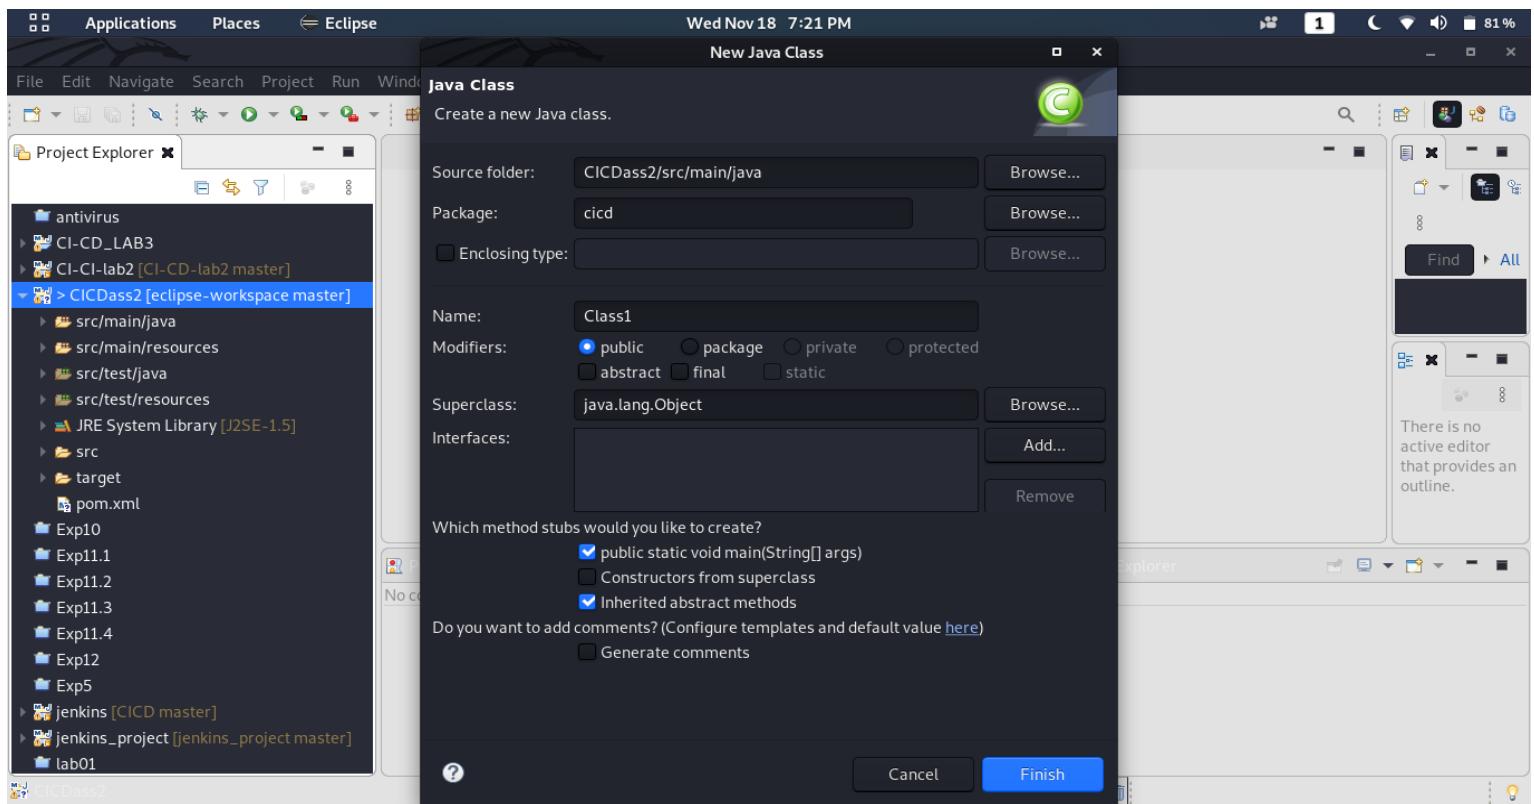 Applications Places Eclipse Wed Nov 18 7:21 PM 1 81%
New Java Class
File Edit Navigate Search Project Run
Java Class
Create a new Java class.
Project Explorer
Source folder: CICDass2/src/main/java Browse...
Package: cicd Browse...
Enclosing type: Browse...
Name: Class1
Modifiers: public package private protected
abstract final static
Superclass: java.lang.Object Browse...
Interfaces: Add...
Remove
Which method stubs would you like to create?
public static void main(String[] args)
Constructors from superclass
Inherited abstract methods
Do you want to add comments? (Configure templates and default value here)
Generate comments
Cancel Finish
antivirus
CI-CD_LAB3
CI-CI-lab2 [CI-CD-lab2 master]
> CICDass2 [eclipse-workspace master]
src/main/java
src/main/resources
src/test/java
src/test/resources
JRE System Library [J2SE-1.5]
src
target
pom.xml
Exp10
Exp11.1
Exp11.2
Exp11.3
Exp11.4
Exp12
Exp5
jenkins [CICD master]
jenkins_project [jenkins_project master]
lab01
CICDass2
Find All
There is no
active editor
that provides an
outline.
Explorer
No